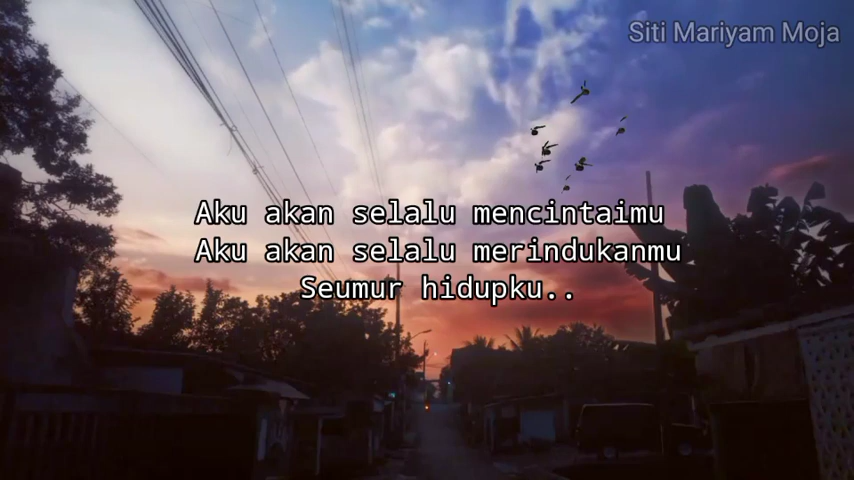 Siti Mariyam Moja
Aku akan selalu mencintaimu
Aku akan selalu merindukanmu
Seumur hidupku..